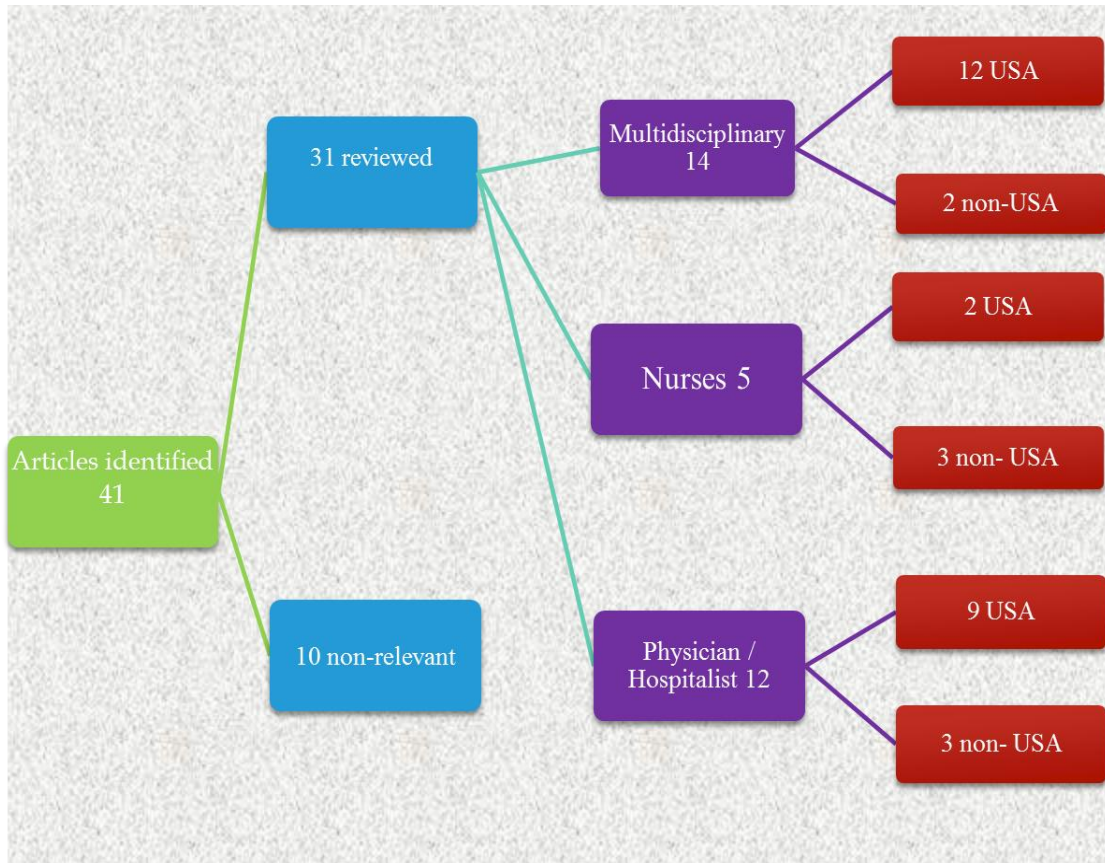 12 USA
31 reviewed
Multidisciplinary
14
2 non-USA
2 USA
Nurses 5
Articles identified
41
3 non- USA
9 USA
10 non-relevant
Physician /
Hospitalist 12
3 non- USA